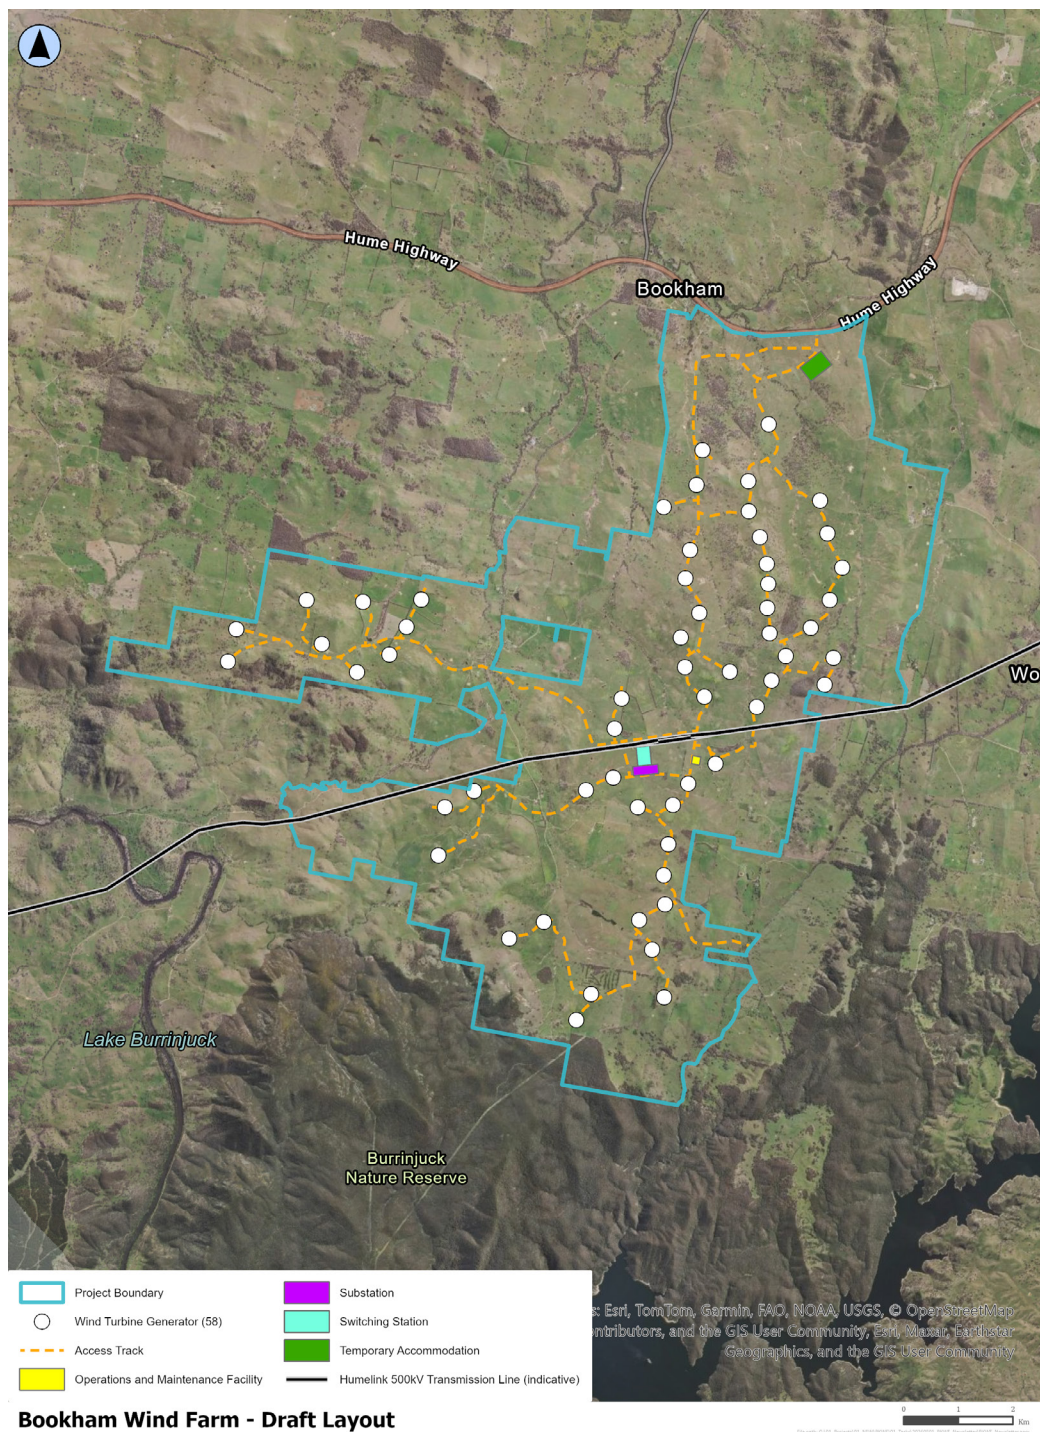 Hume Highway
Bookham
Hume Highway
Wo
Lake Burrinjuck
Burrinjuck
Nature Reserve
Project Boundary
Wind Turbine Generator (58)
Access Track
Operations and Maintenance Facility
Substation
Switching Station
Temporary Accommodation
Humelink 500kV Transmission Line (indicative)
s: Esri, TomTom, Garmin, FAO, NOAA, USGS, © OpenStreetMap
ontributors, and the GIS User Community, Esri, Maxar, Earthstar
Geographics, and the GIS User Community
Bookham Wind Farm - Draft Layout
0 1 2
Km